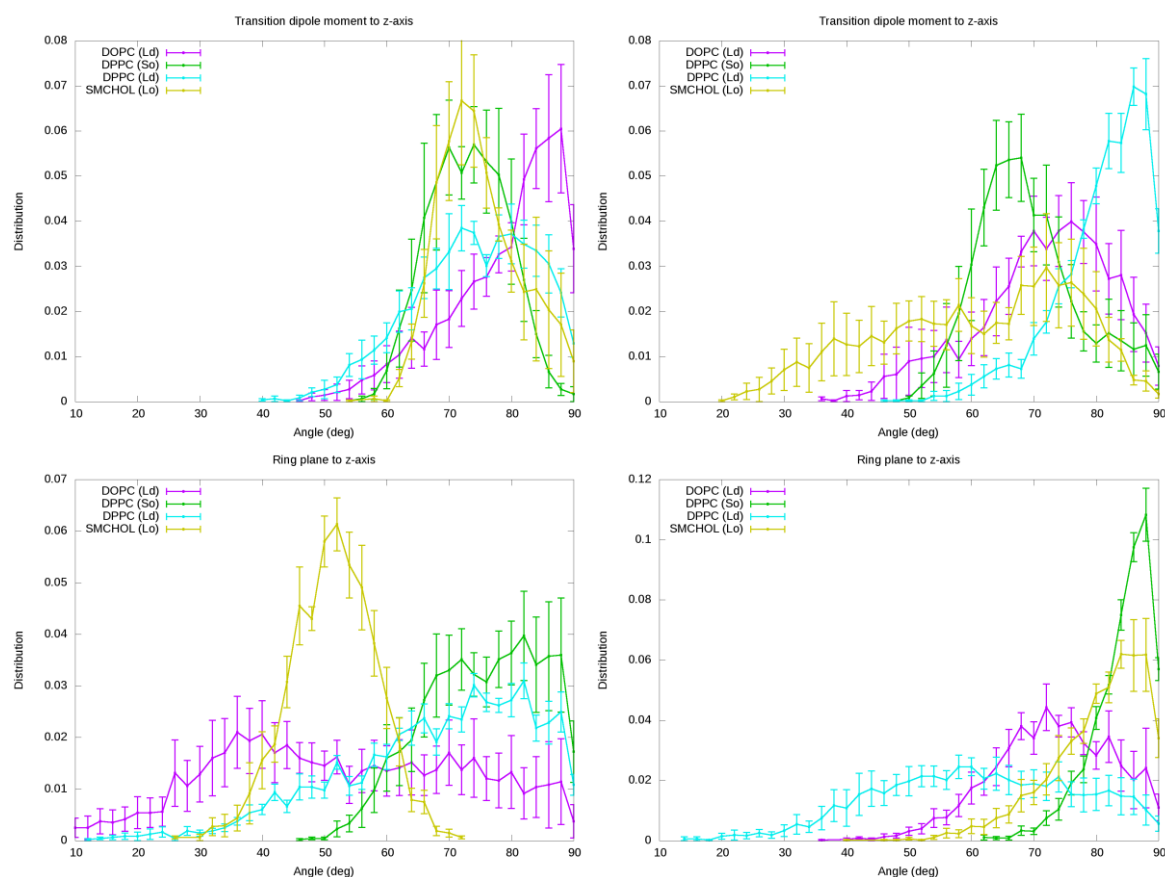 Transition dipole moment to z-axis
0.08
0.07
0.06
0.05
0.04
0.03
0.02
0.01
0
Distribution
DOPC (Ld)
DPPC (So)
DPPC (Ld)
SMCHOL (Lo)
10 20 30 40 50 60 70 80 90
Angle (deg)
Transition dipole moment to z-axis
0.08
0.07
0.06
0.05
0.04
0.03
0.02
0.01
0
Distribution
DOPC (Ld)
DPPC (So)
DPPC (Ld)
SMCHOL (Lo)
10 20 30 40 50 60 70 80 90
Angle (deg)
Ring plane to z-axis
0.07
0.06
0.05
0.04
0.03
0.02
0.01
0
Distribution
DOPC (Ld)
DPPC (So)
DPPC (Ld)
SMCHOL (Lo)
10 20 30 40 50 60 70 80 90
Angle (deg)
Ring plane to z-axis
0.12
0.1
0.08
0.06
0.04
0.02
0
Distribution
DOPC (Ld)
DPPC (So)
DPPC (Ld)
SMCHOL (Lo)
10 20 30 40 50 60 70 80 90
Angle (deg)